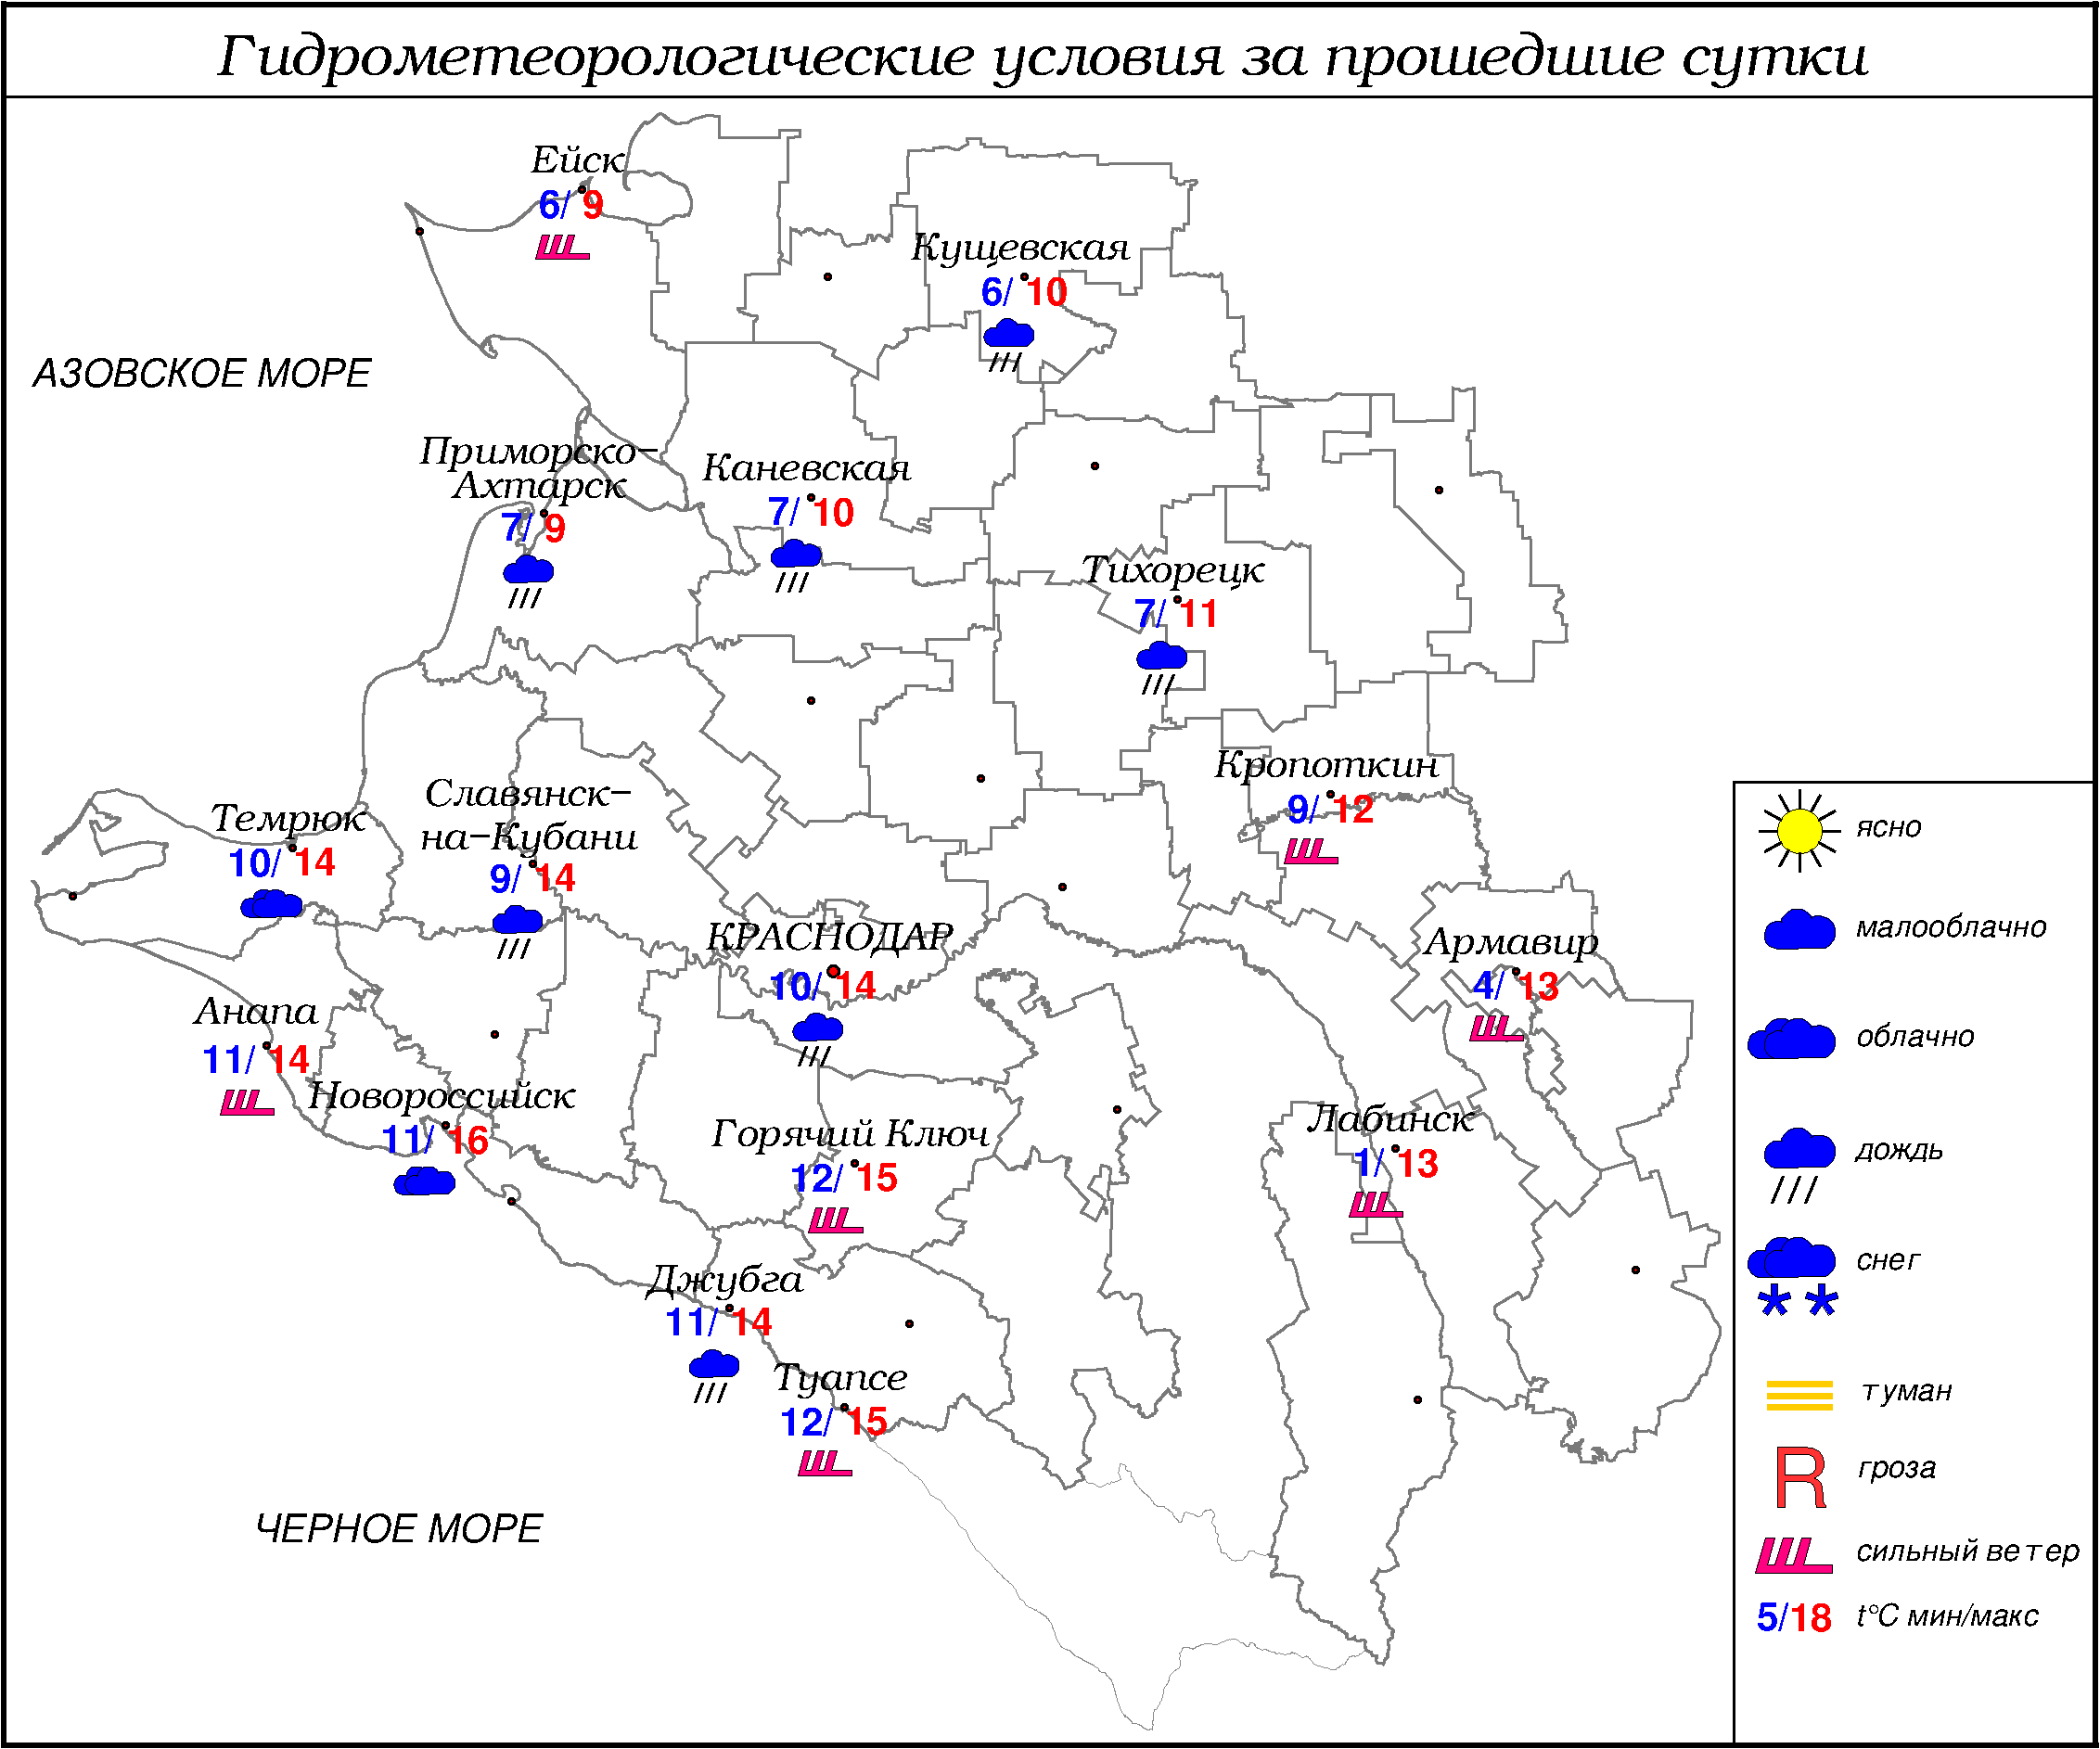 Гидрометеорологические условия за прошедшие сутки
Ейск
6/ 9
Кущевская
6/ 10
АЗОВСКОЕ МОРЕ
Приморско-
Ахтарск
7/ 9
Каневская
7/ 10
Тихорецк
7/ 11
Кропоткин
9/ 12
Славянск-
на-Кубани
9/ 14
Темрюк
10/ 14
КРАСНОДАР
10/ 14
Армавир
4/ 13
Анапа
11/ 14
Новороссийск
11/ 16
Горячий Ключ
12/ 15
Лабинск
1/ 13
Джубга
11/ 14
Туапсе
12/ 15
ЧЕРНОЕ МОРЕ
ясно
малооблачно
облачно
дождь
снег
туман
R гроза
сильный ветер
5/18 t°C мин/макс